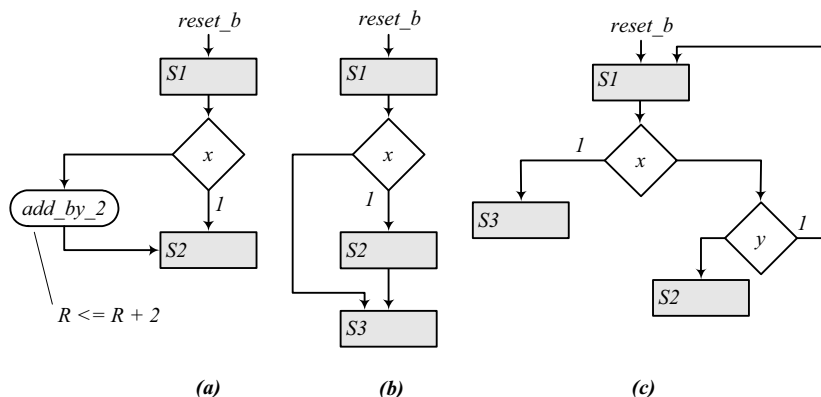 reset_b
S1
x
1
add_by_2
S2
R <= R + 2
(a)
reset_b
S1
x
1
S2
S3
(b)
reset_b
S1
1
x
S3
y
1
S2
(c)